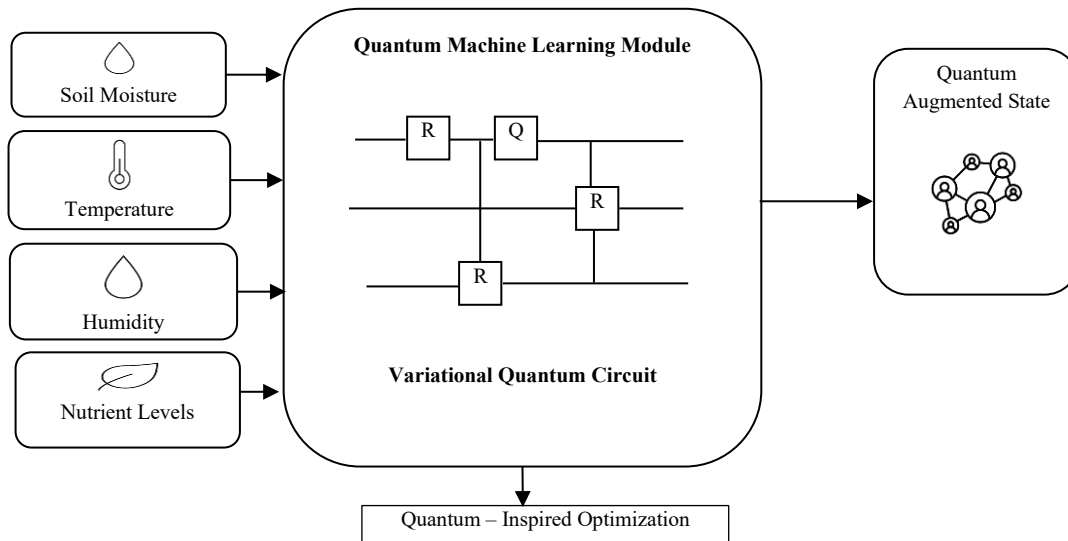 Soil Moisture
Temperature
Humidity
Nutrient Levels
Quantum Machine Learning Module
R
Q
R
R
Variational Quantum Circuit
Quantum
Augmented State
Quantum – Inspired Optimization